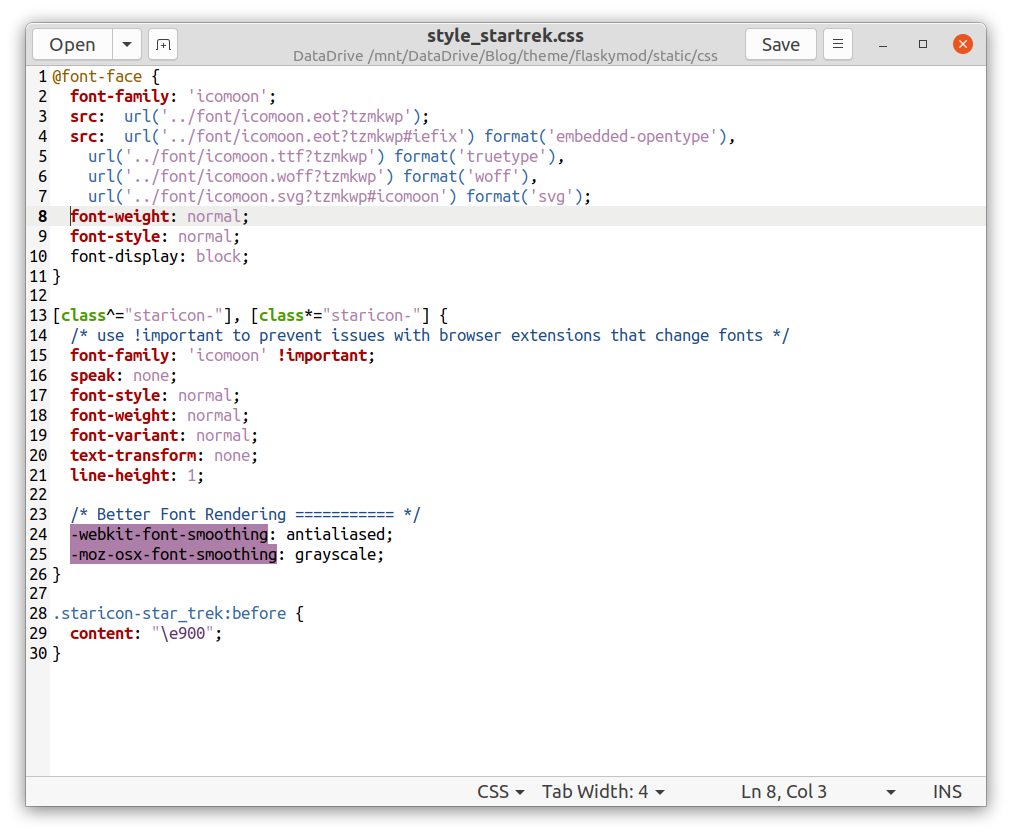 Open
style_startrek.css
DataDrive /mnt/DataDrive/Blog/theme/flaskymod/static/css
Save
1 @font-face {
2   font-family: 'icomoon';
3   src:  url('../font/icomoon.eot?tzmkwp');
4   src:  url('../font/icomoon.eot?tzmkwp#iefix') format('embedded-opentype'),
5     url('../font/icomoon.ttf?tzmkwp') format('truetype'),
6     url('../font/icomoon.woff?tzmkwp') format('woff'),
7     url('../font/icomoon.svg?tzmkwp#icomoon') format('svg');
8   font-weight: normal;
9   font-style: normal;
10   font-display: block;
11 }
12
13 [class^="staricon-"], [class*="staricon-"] {
14   /* use !important to prevent issues with browser extensions that change fonts */
15   font-family: 'icomoon' !important;
16   speak: none;
17   font-style: normal;
18   font-weight: normal;
19   font-variant: normal;
20   text-transform: none;
21   line-height: 1;
22
23   /* Better Font Rendering =========== */
24   -webkit-font-smoothing: antialiased;
25   -moz-osx-font-smoothing: grayscale;
26 }
27
28 .staricon-star_trek:before {
29   content: "\e900";
30 }
CSS Tab Width: 4 Ln 8, Col 3 INS